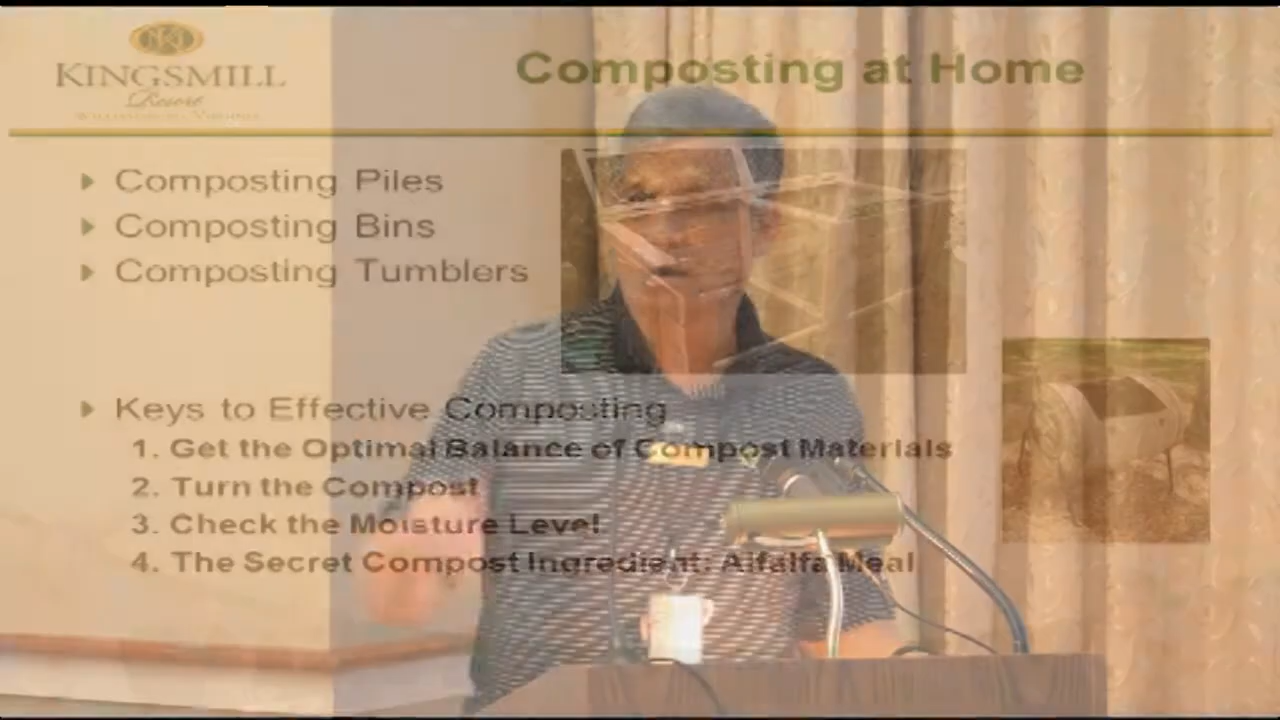 KINGSMILL
Resort
WILLIAMSBURG, VIRGINIA
Composting at Home
Composting Piles
Composting Bins
Composting Tumblers
Keys to Effective Composting
1. Get the Optimal Balance of Compost Materials
2. Turn the Compost
3. Check the Moisture Level
4. The Secret Compost Ingredient: Alfalfa Meal